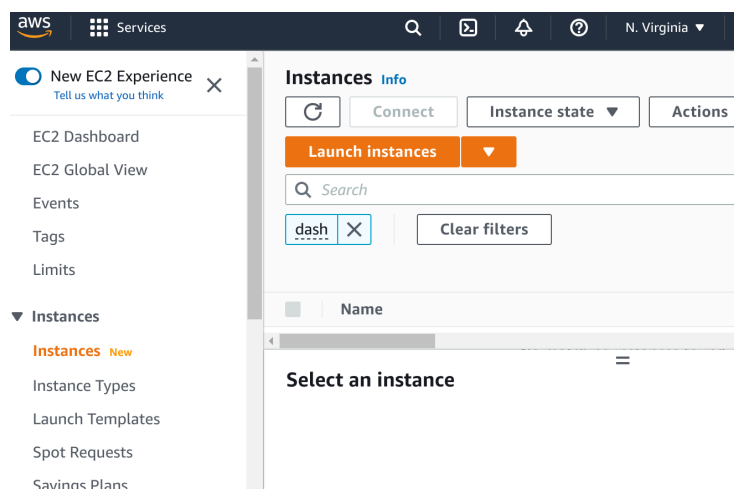 aws
Services
N. Virginia
New EC2 Experience
Tell us what you think
EC2 Dashboard
EC2 Global View
Events
Tags
Limits
Instances
Instances New
Instance Types
Launch Templates
Spot Requests
Savings Plans
Instances Info
Connect
Instance state
Actions
Launch instances
Search
dash
Clear filters
Name
Select an instance